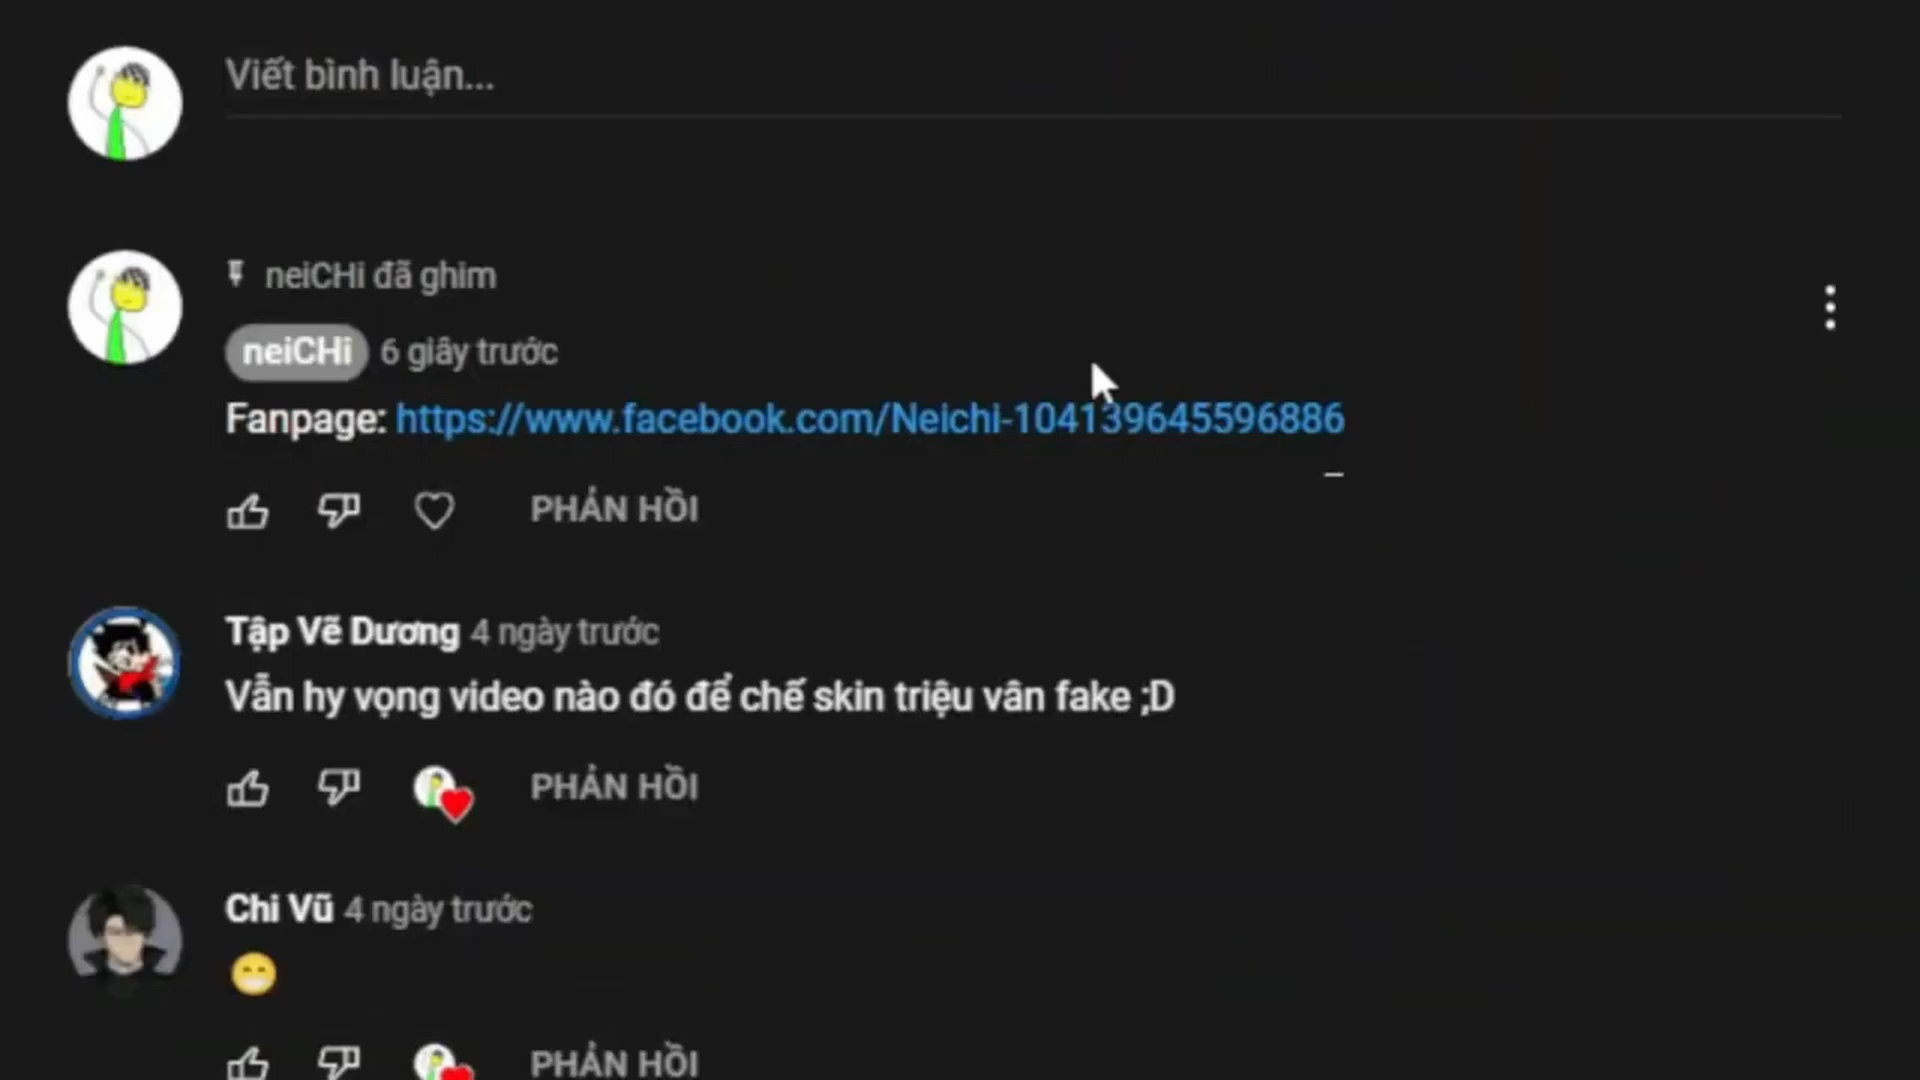 Viết bình luận...
neiCHi đã ghim
neiCHi 6 giây trước
Fanpage: https://www.facebook.com/Neichi-104139645596886
PHẢN HỒI
Tập Vẽ Dương 4 ngày trước
Vẫn hy vọng video nào đó để chế skin triệu vân fake ;D
PHẢN HỒI
Chi Vũ 4 ngày trước
😁
PHẢN HỒI